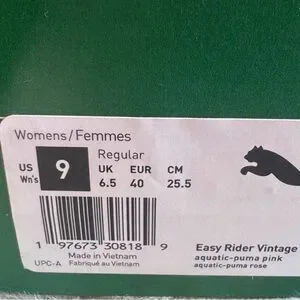 Womens/Femmes
Regular
US Wn's 9 UK 6.5 EUR 40 CM 25.5
1 97673 30818 9
UPC-A
Made in Vietnam
Fabriqué au Vietnam
Easy Rider Vintage
aquatic-puma pink
aquatic-puma rose